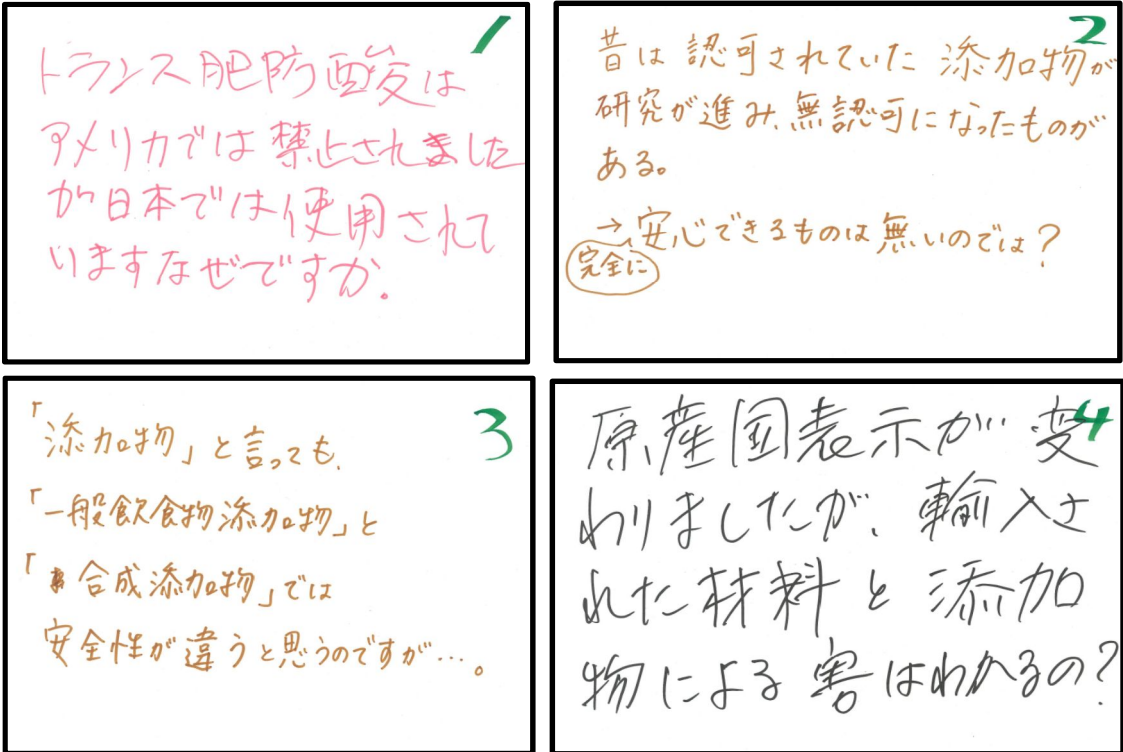 1
トランス肥防酸は
アメリカでは禁止されました
が日本では使用されて
いますなぜですか。
2
昔は認可されていた添加物が
研究が進み、無認可になったものが
ある。
→安心できるものは無いのでは？
完全に
3
「添加物」と言っても、
「一般飲食物添加物」と
「合成添加物」では
安全性が違うと思うのですが…。
4
原産国表示が変
わりましたが、輸入さ
れた材料と添加
物による害はわかるの？